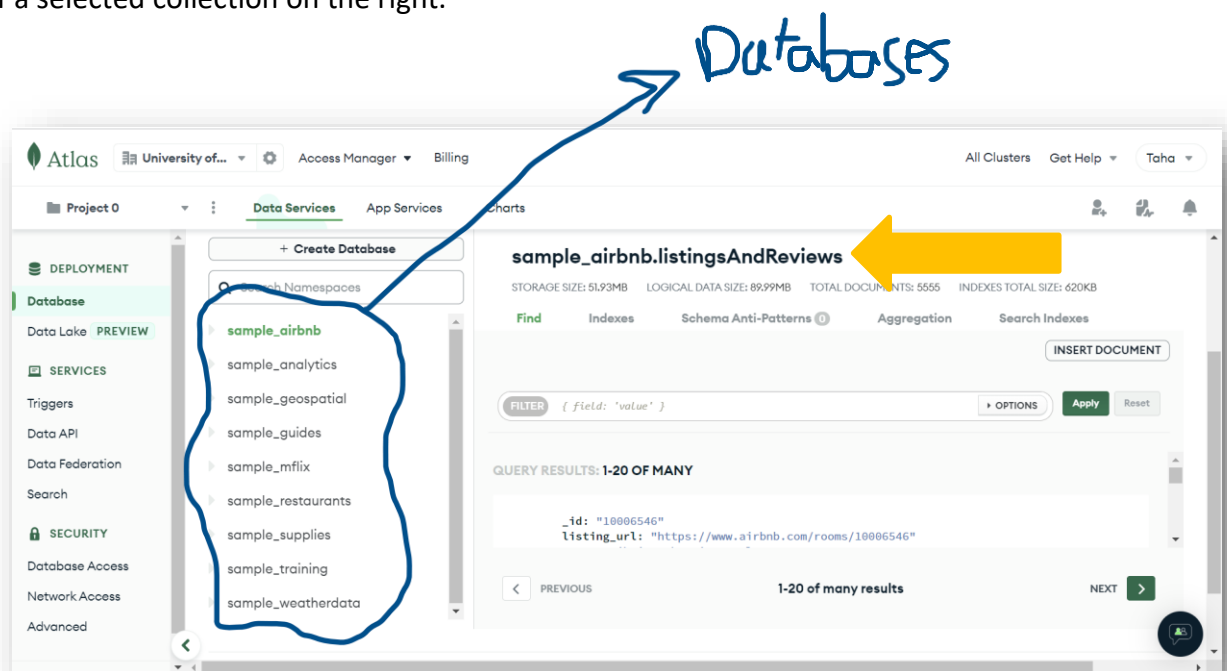 r a selected collection on the right.
Databases
Atlas University of... Access Manager Billing All Clusters Get Help Taha
Project 0 Data Services App Services Charts
+ Create Database
Search Namespaces
sample_airbnb
sample_analytics
sample_geospatial
sample_guides
sample_mflix
sample_restaurants
sample_supplies
sample_training
sample_weatherdata
DEPLOYMENT
Database
Data Lake PREVIEW
SERVICES
Triggers
Data API
Data Federation
Search
SECURITY
Database Access
Network Access
Advanced
sample_airbnb.listingsAndReviews
STORAGE SIZE: 51.93MB LOGICAL DATA SIZE: 89.99MB TOTAL DOCUMENTS: 5555 INDEXES TOTAL SIZE: 620KB
Find Indexes Schema Anti-Patterns 0 Aggregation Search Indexes
INSERT DOCUMENT
FILTER { field: 'value' } OPTIONS Apply Reset
QUERY RESULTS: 1-20 OF MANY
_id: "10006546"
listing_url: "https://www.airbnb.com/rooms/10006546"
PREVIOUS 1-20 of many results NEXT